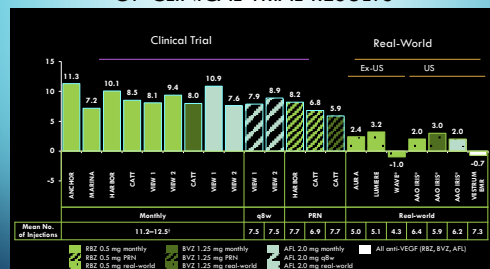 OF CLINICAL TRIAL RESULTS
Clinical Trial
Real-World
Ex-US
US
15
10
5
0
-5
11.3
7.2
10.1
8.5
8.1
9.4
8.0
10.9
7.6
7.9
8.9
8.2
6.8
5.9
2.4
3.2
-1.0
2.0
3.0
2.0
-0.7
ANCHOR
MARINA
HARBOR
CATT
VIEW 1
VIEW 2
CATT
VIEW 1
VIEW 2
VIEW 1
VIEW 2
HARBOR
CATT
CATT
AURA
LUMIERE
WAVE
AAO IRIS
AAO IRIS
AAO IRIS
VESTRUM EMR
Monthly
q8w
PRN
Real-world
Mean No. of Injections
11.2–12.5
7.5
7.5
7.7
6.9
7.7
5.0
5.1
4.3
6.4
5.9
6.2
7.3
RBZ 0.5 mg monthly
BVZ 1.25 mg monthly
AFL 2.0 mg monthly
All anti-VEGF (RBZ, BVZ, AFL)
RBZ 0.5 mg PRN
BVZ 1.25 mg PRN
AFL 2.0 mg q8w
RBZ 0.5 mg real-world
BVZ 1.25 mg real-world
AFL 2.0 mg real-world